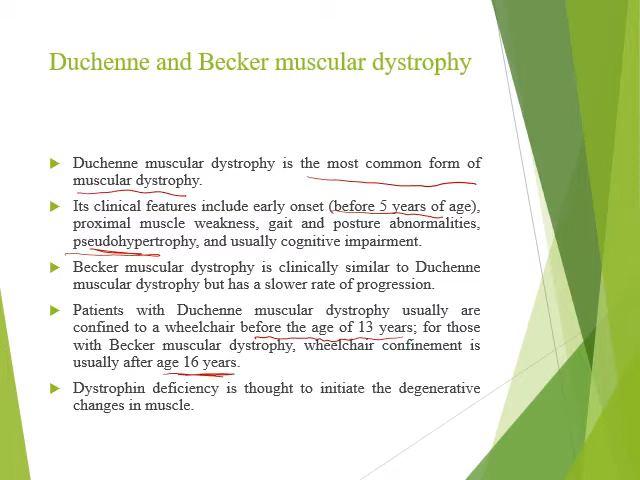 Duchenne and Becker muscular dystrophy
Duchenne muscular dystrophy is the most common form of
muscular dystrophy.
Its clinical features include early onset (before 5 years of age),
proximal muscle weakness, gait and posture abnormalities,
pseudohypertrophy, and usually cognitive impairment.
Becker muscular dystrophy is clinically similar to Duchenne
muscular dystrophy but has a slower rate of progression.
Patients with Duchenne muscular dystrophy usually are
confined to a wheelchair before the age of 13 years; for those
with Becker muscular dystrophy, wheelchair confinement is
usually after age 16 years.
Dystrophin deficiency is thought to initiate the degenerative
changes in muscle.